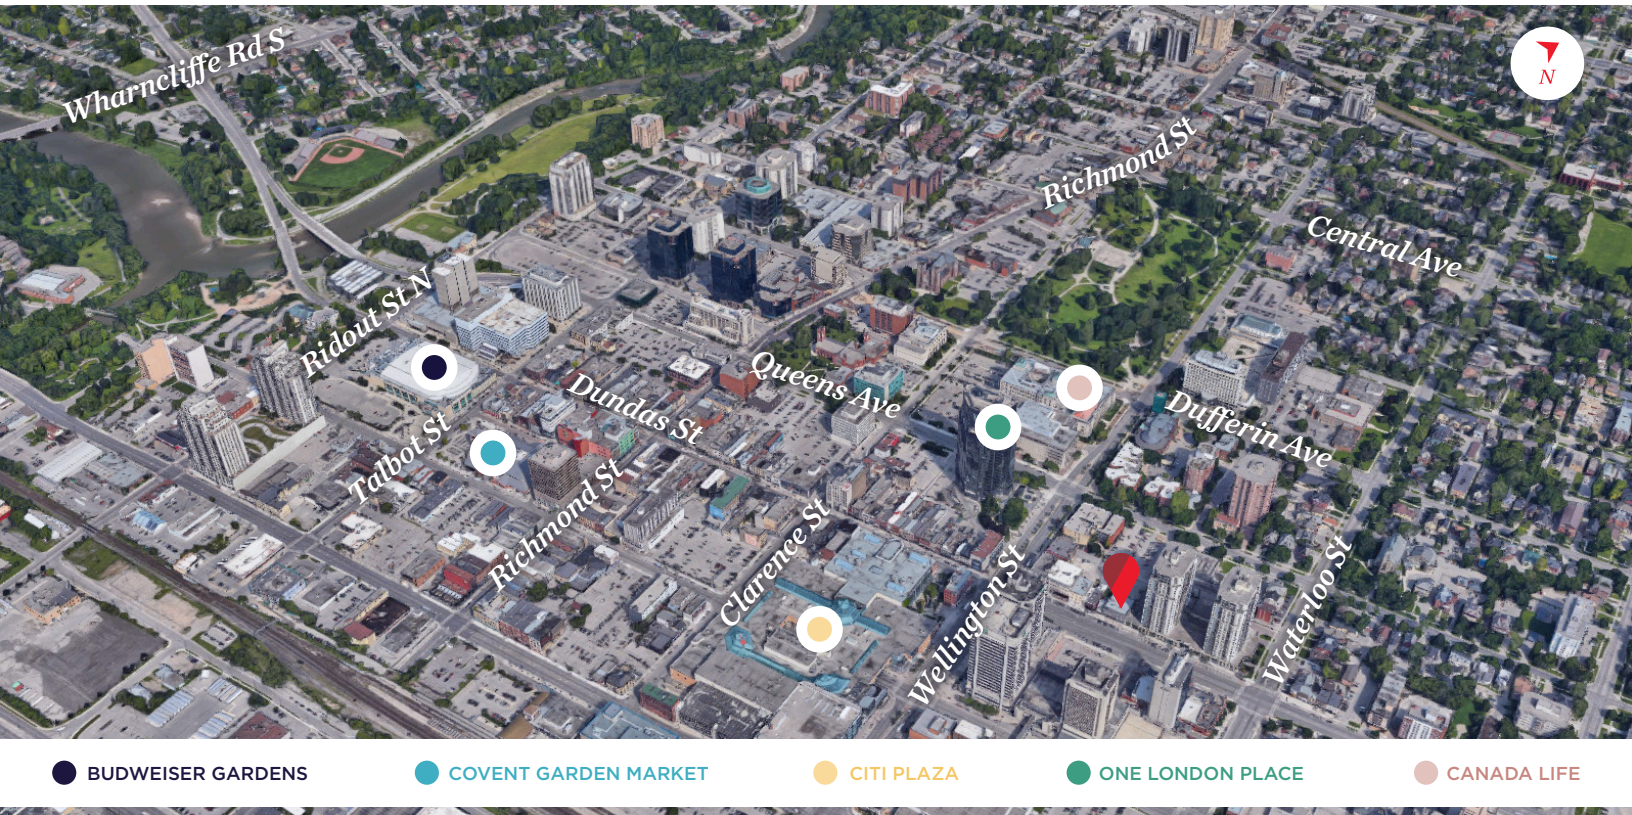 Wharncliffe Rd S
N
Richmond St
Central Ave
Ridout St N
Queens Ave
Dundas St
Dufferin Ave
Talbot St
Richmond St
Clarence St
Wellington St
Waterloo St
BUDWEISER GARDENS
COVENT GARDEN MARKET
CITI PLAZA
ONE LONDON PLACE
CANADA LIFE